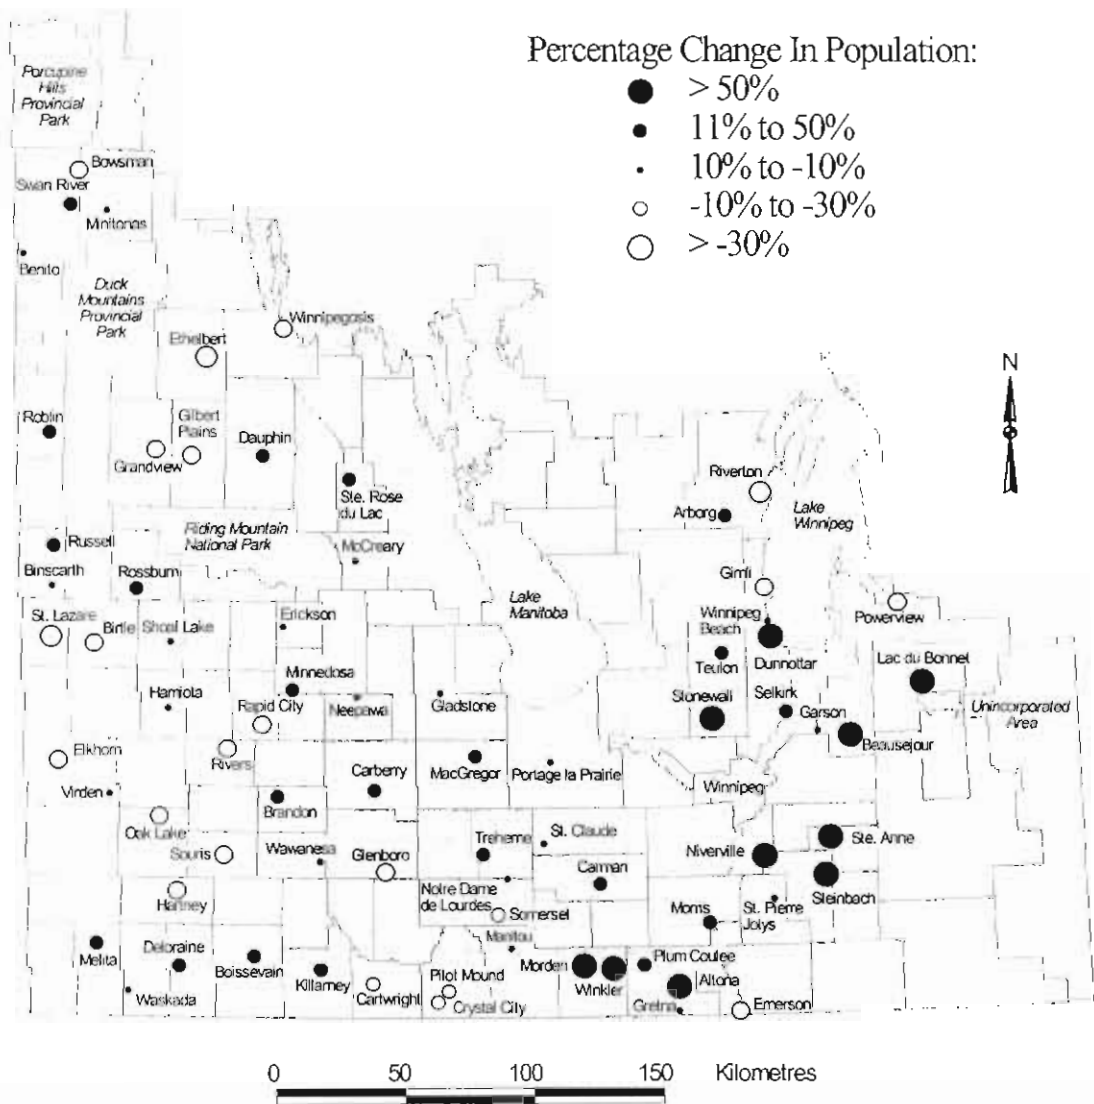 Percentage Change In Population:
> 50%
11% to 50%
10% to -10%
-10% to -30%
> -30%
Porcupine
Hills
Provincial
Park
Bowsman
Swan River
Minitonas
Benito
Duck
Mountains
Provincial
Park
Winnipegosis
Ethelbert
N
Roblin
Gilbert
Plains
Dauphin
Grandview
Riverton
Ste. Rose
du Lac
Lake
Winnipeg
Arborg
Riding Mountain
National Park
Russell
McCreary
Binscarth
Rossburn
Gimli
Lake
Manitoba
St. Lazare
Birtle
Shoal Lake
Erickson
Winnipeg
Beach
Powerview
Dunnottar
Teulon
Lac du Bonnet
Minnedosa
Hamiota
Rapid City
Neepawa
Gladstone
Stonewall
Selkirk
Garson
Unincorporated
Area
Elkhorn
Rivers
Beausejour
Carberry
MacGregor
Portage la Prairie
Virden
Brandon
Winnipeg
Oak Lake
Souris
Wawanesa
Glenboro
Treherne
St. Claude
Niverville
Ste. Anne
Carman
Steinbach
Hartney
Notre Dame
de Lourdes
Somerset
Morris
St. Pierre
Jolys
Manitou
Melita
Deloraine
Boissevain
Killarney
Morden
Winkler
Plum Coulee
Altona
Waskada
Cartwright
Pilot Mound
Crystal City
Gretna
Emerson
0 50 100 150 Kilometres